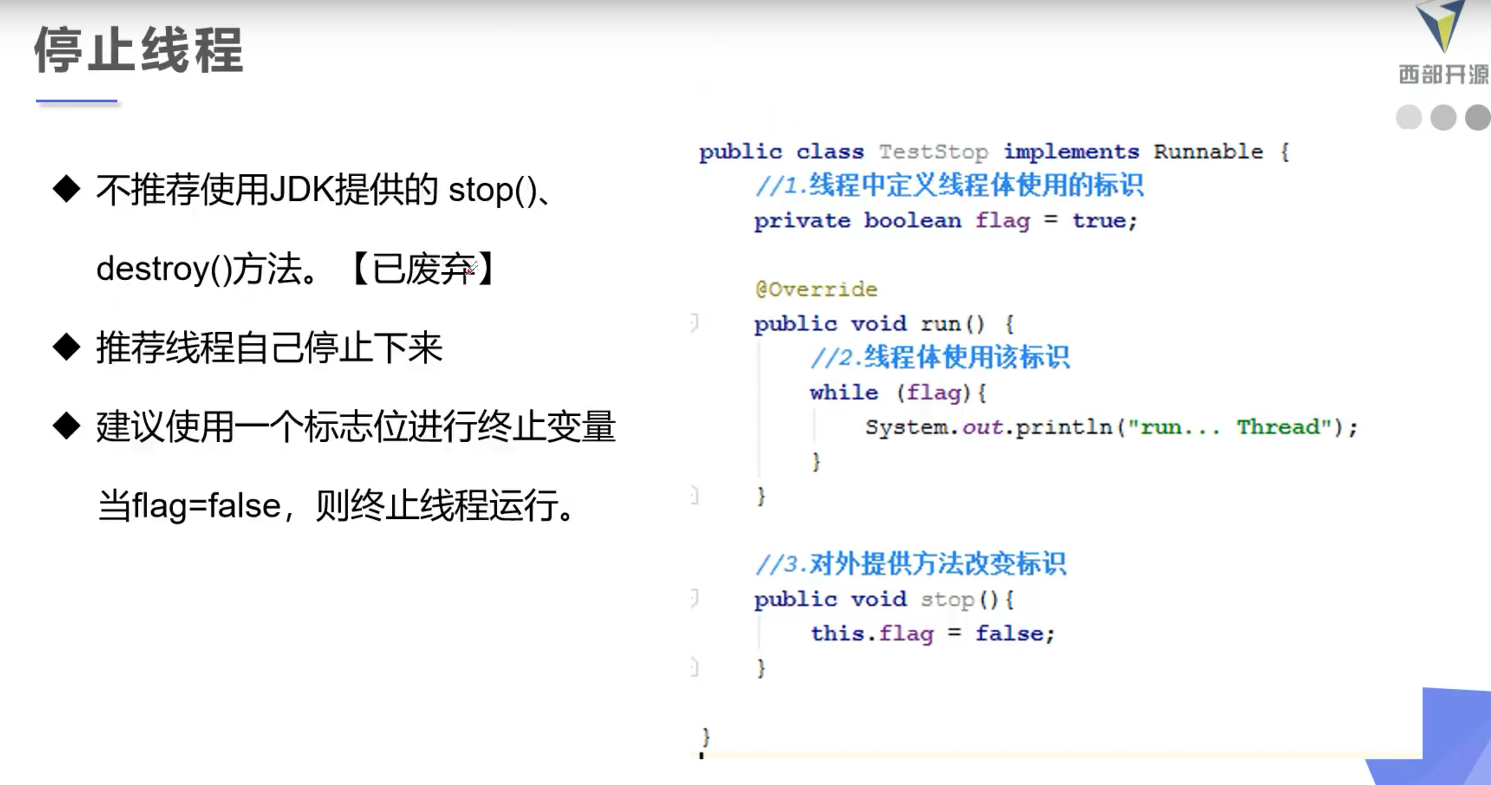 停止线程
西部开源
◆ 不推荐使用JDK提供的 stop()、
destroy()方法。【已废弃】
◆ 推荐线程自己停止下来
◆ 建议使用一个标志位进行终止变量
当flag=false，则终止线程运行。
public class TestStop implements Runnable {
//1.线程中定义线程体使用的标识
private boolean flag = true;
@Override
public void run() {
//2.线程体使用该标识
while (flag){
System.out.println("run... Thread");
}
}
//3.对外提供方法改变标识
public void stop(){
this.flag = false;
}
}